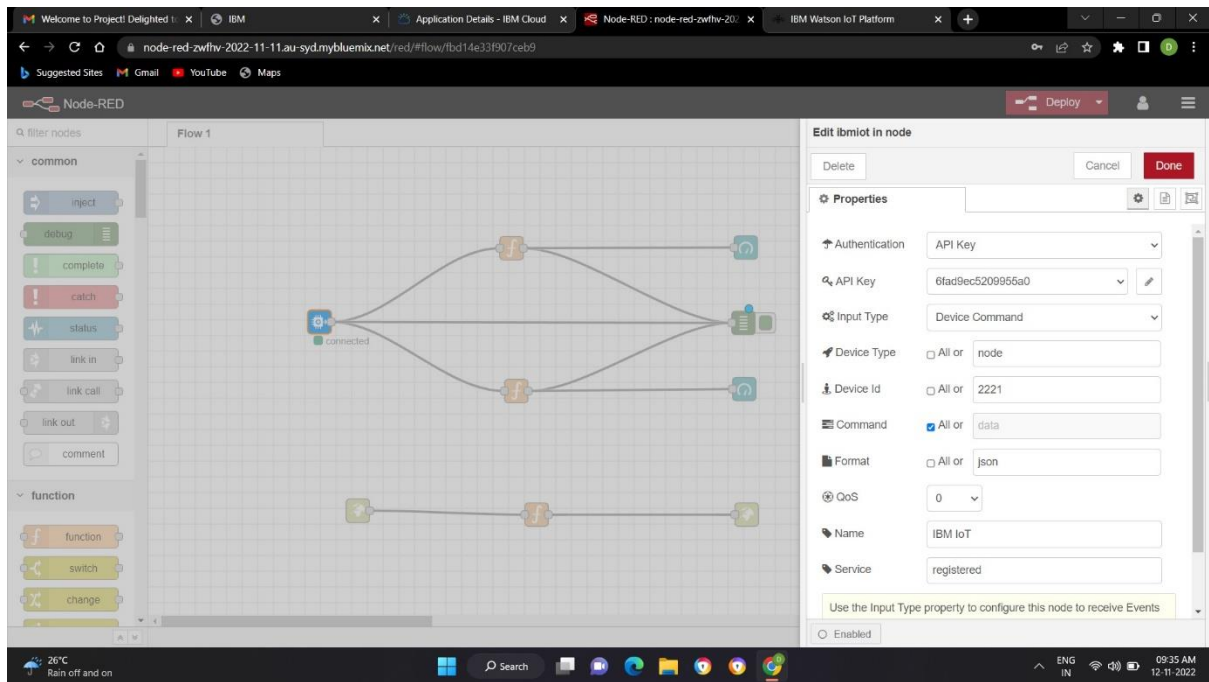 Welcome to Project! Delighted to
IBM
Application Details - IBM Cloud
Node-RED : node-red-zwfhv-202
IBM Watson IoT Platform
node-red-zwfhv-2022-11-11.au-syd.mybluemix.net/red/#flow/fbd14e33f907ceb9
D
Suggested Sites
Gmail
YouTube
Maps
Node-RED
Deploy
filter nodes
Flow 1
common
inject
debug
complete
catch
status
link in
link call
link out
comment
function
function
switch
change
connected
Edit ibmiot in node
Delete
Cancel
Done
Properties
Authentication
API Key
API Key
6fad9ec5209955a0
Input Type
Device Command
Device Type
All or
node
Device Id
All or
2221
Command
All or
data
Format
All or
json
QoS
0
Name
IBM IoT
Service
registered
Use the Input Type property to configure this node to receive Events
Enabled
26°C
Rain off and on
Search
ENG
IN
09:35 AM
12-11-2022